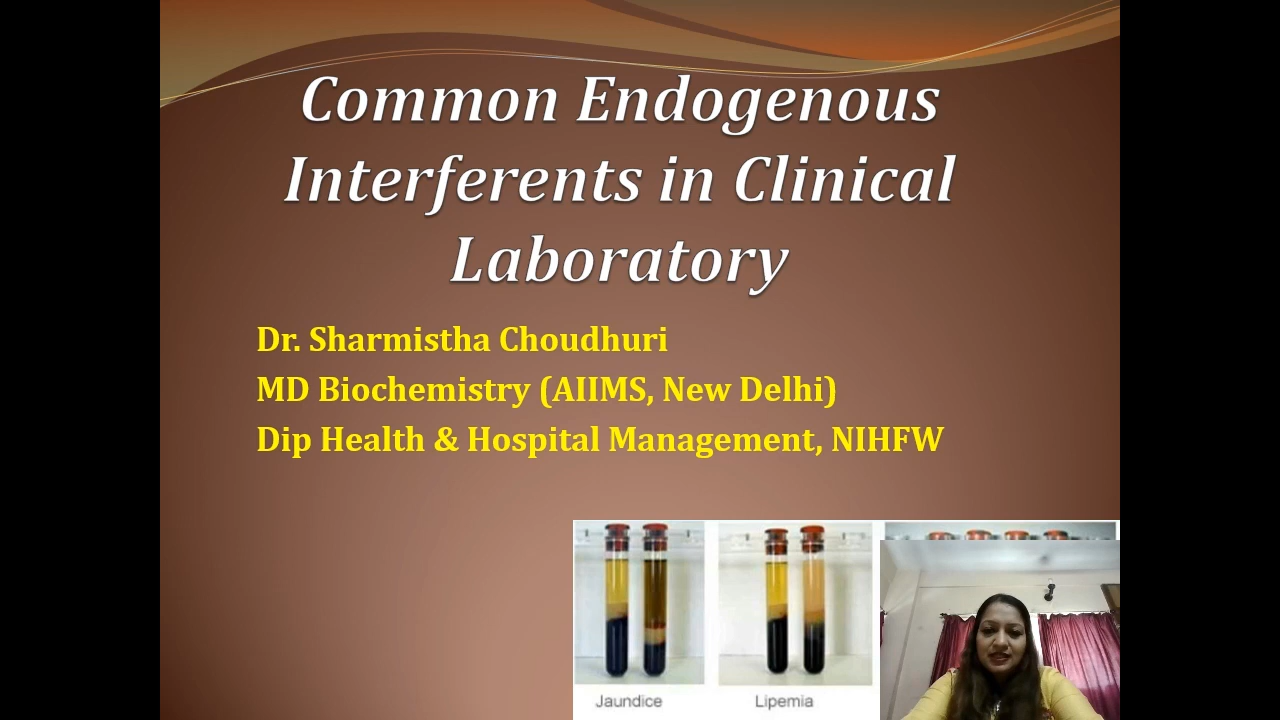 Common Endogenous
Interferents in Clinical
Laboratory
Dr. Sharmistha Choudhuri
MD Biochemistry (AIIMS, New Delhi)
Dip Health & Hospital Management, NIHFW
Jaundice
Lipemia